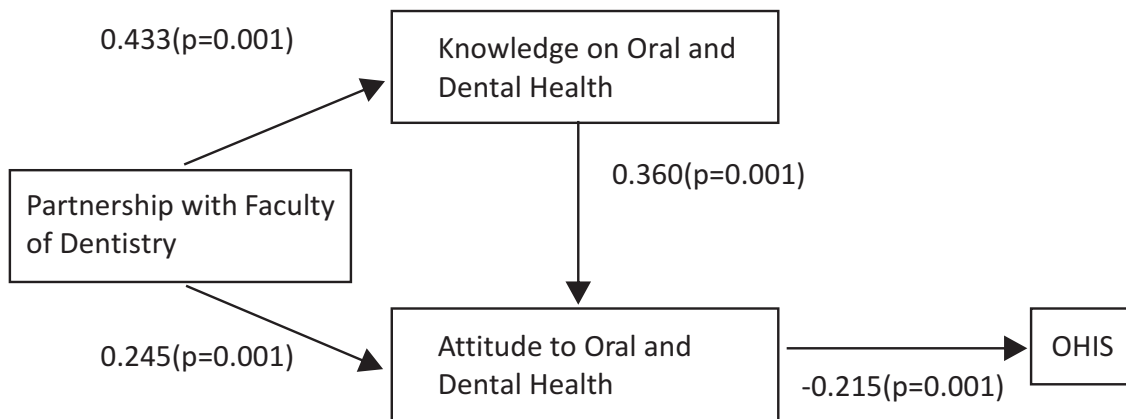 0.433(p=0.001)
Knowledge on Oral and
Dental Health
0.360(p=0.001)
Partnership with Faculty
of Dentistry
0.245(p=0.001)
Attitude to Oral and
Dental Health
-0.215(p=0.001)
OHIS